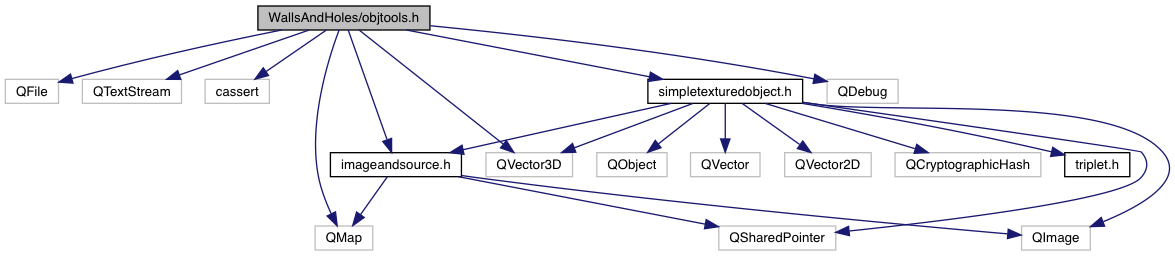 WallsAndHoles/objtools.h
QFile
QTextStream
cassert
simpletexturedobject.h
QDebug
imageandsource.h
QVector3D
QObject
QVector
QVector2D
QCryptographicHash
triplet.h
QMap
QSharedPointer
QImage